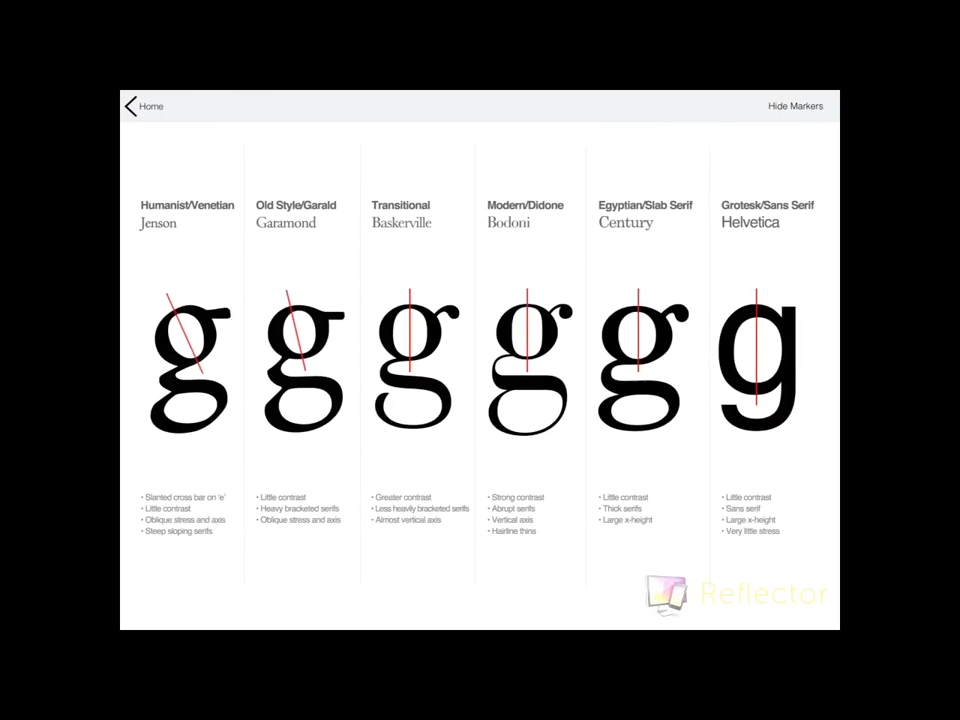 Home
Hide Markers
Humanist/Venetian
Jenson
Old Style/Garald
Garamond
Transitional
Baskerville
Modern/Didone
Bodoni
Egyptian/Slab Serif
Century
Grotesk/Sans Serif
Helvetica
g
g
g
g
g
g
• Slanted cross bar on 'e'
• Little contrast
• Oblique stress and axis
• Steep sloping serifs
• Little contrast
• Heavy bracketed serifs
• Oblique stress and axis
• Greater contrast
• Less heavily bracketed serifs
• Almost vertical axis
• Strong contrast
• Abrupt serifs
• Vertical axis
• Hairline thins
• Little contrast
• Thick serifs
• Large x-height
• Little contrast
• Sans serif
• Large x-height
• Very little stress
Reflector